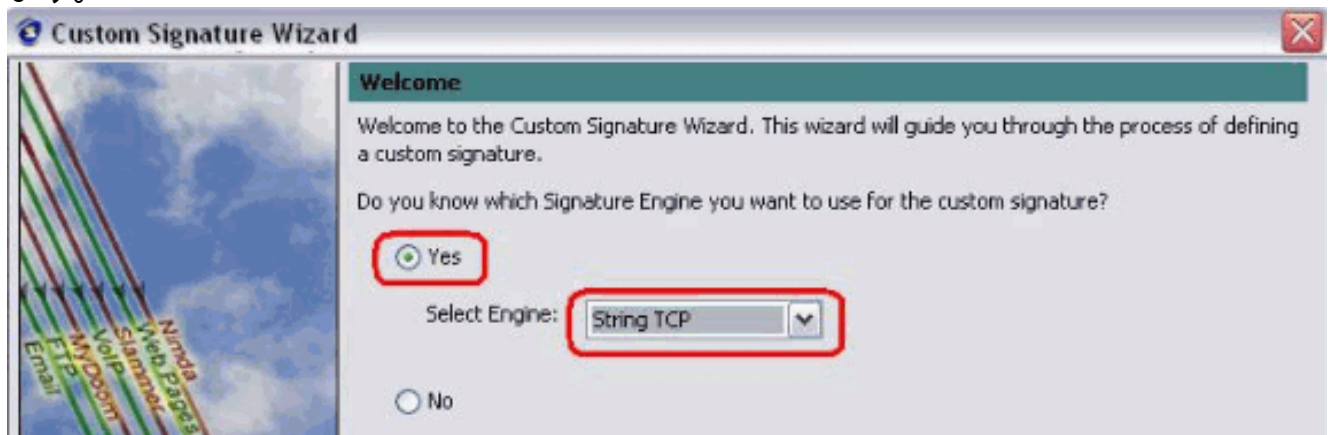 Custom Signature Wizard
Welcome
Welcome to the Custom Signature Wizard. This wizard will guide you through the process of defining
a custom signature.
Do you know which Signature Engine you want to use for the custom signature?
Yes
Select Engine:
String TCP
No
Nimda
Web Pages
Slammer
VoIP
MyDoom
FTP
Email